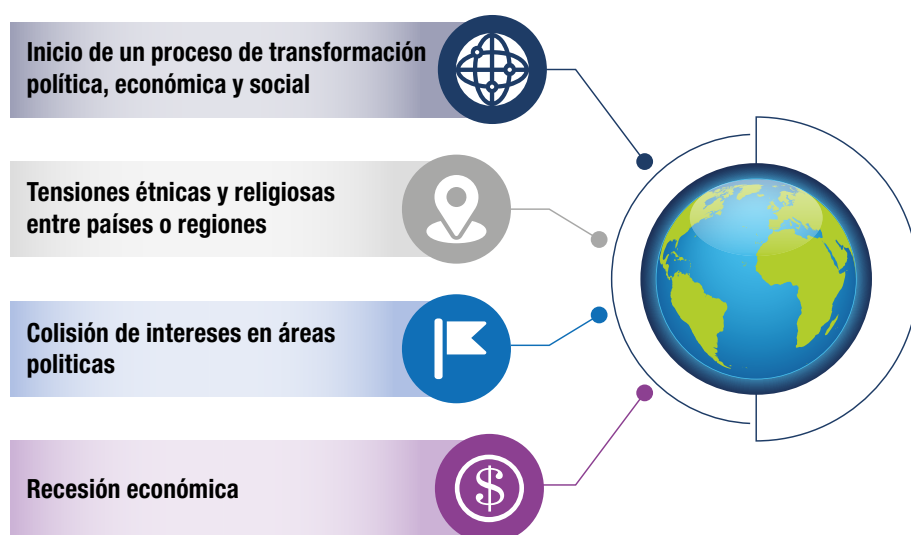 Inicio de un proceso de transformación
política, económica y social
Tensiones étnicas y religiosas
entre países o regiones
Colisión de intereses en áreas
politicas
Recesión económica
$